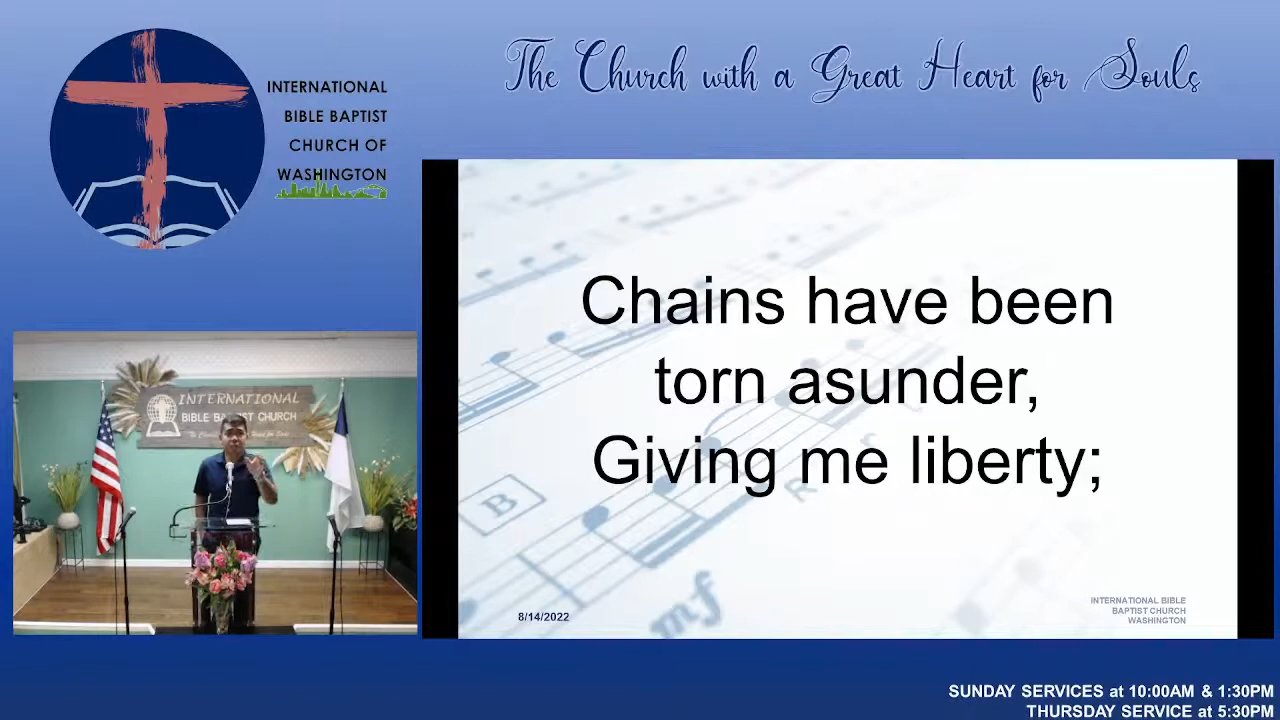 The Church with a Great Heart for Souls
INTERNATIONAL
BIBLE BAPTIST
CHURCH OF
WASHINGTON
Chains have been
torn asunder,
Giving me liberty;
B
mf
8/14/2022
INTERNATIONAL BIBLE
BAPTIST CHURCH
WASHINGTON
INTERNATIONAL
BIBLE BAPTIST CHURCH
SUNDAY SERVICES at 10:00AM & 1:30PM
THURSDAY SERVICE at 5:30PM